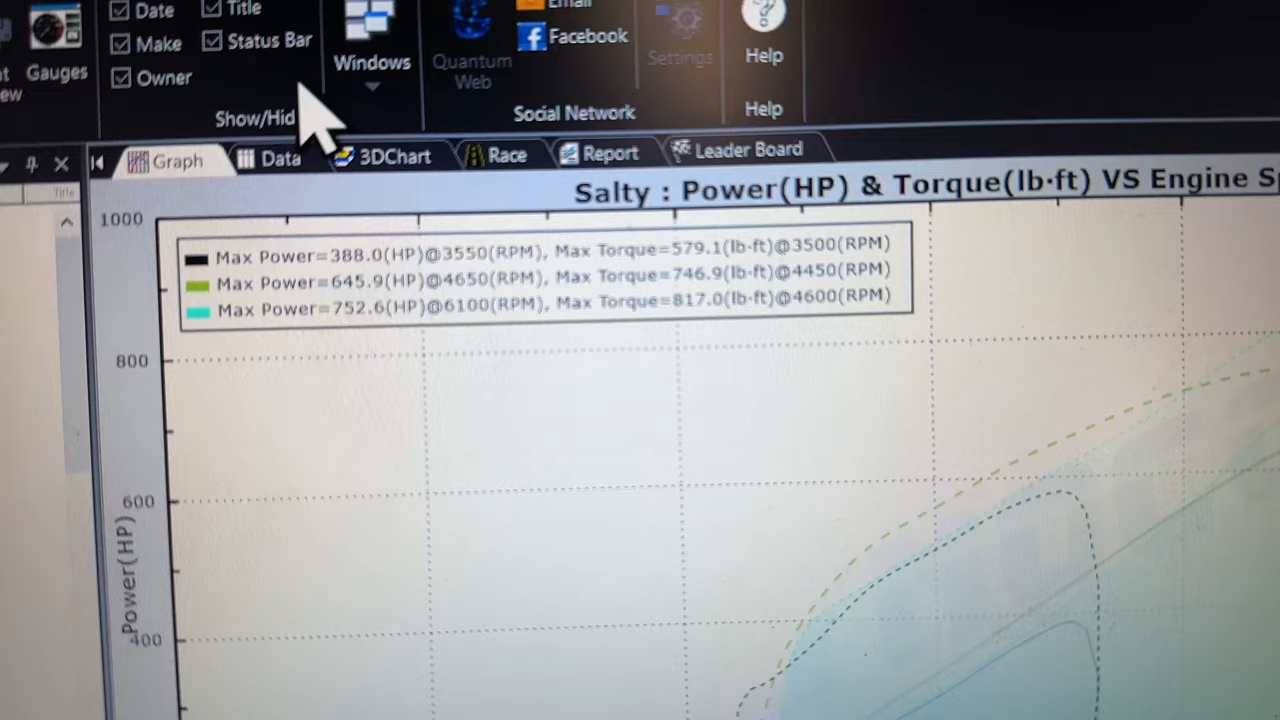 Date
Title
Make
Status Bar
Owner
Gauges
Windows
Quantum
Web
Facebook
Settings
Help
Social Network
Help
Graph
Data
3DChart
Race
Report
Leader Board
Title
Salty : Power(HP) & Torque(lb·ft) VS Engine
1000
Max Power=388.0(HP)@3550(RPM), Max Torque=579.1(lb·ft)@3500(RPM)
Max Power=645.9(HP)@4650(RPM), Max Torque=746.9(lb·ft)@4450(RPM)
Max Power=752.6(HP)@6100(RPM), Max Torque=817.0(lb·ft)@4600(RPM)
800
600
400
Power(HP)